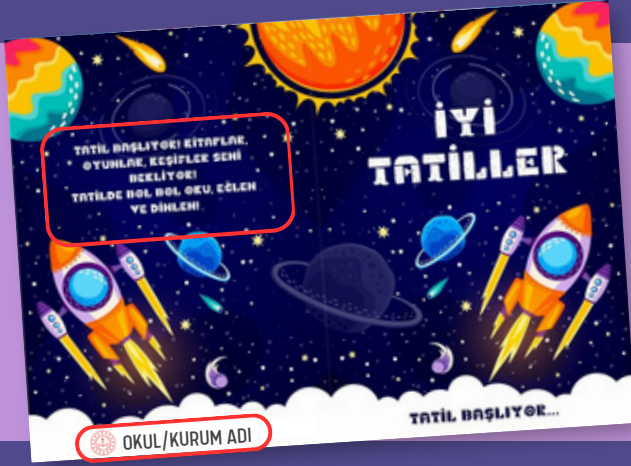 TATİL BAŞLIYOR! KİTAPLAR,
OYUNLAR, KEŞİFLER SENİ
BEKLİYOR!
TATİLDE BOL BOL OKU, EĞLEN
VE DİNLEN!
İYİ
TATİLLER
TATİL BAŞLIYOR...
OKUL/KURUM ADI